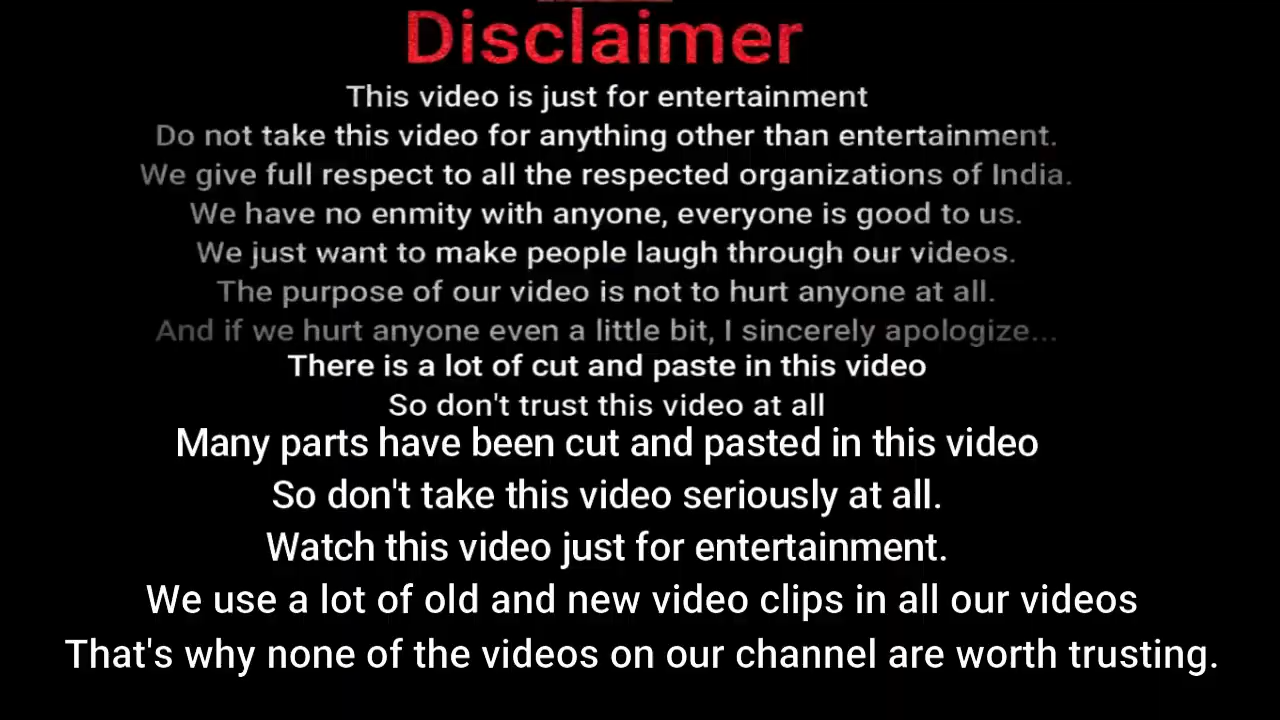 Disclaimer
This video is just for entertainment
Do not take this video for anything other than entertainment.
We give full respect to all the respected organizations of India.
We have no enmity with anyone, everyone is good to us.
We just want to make people laugh through our videos.
The purpose of our video is not to hurt anyone at all.
And if we hurt anyone even a little bit, I sincerely apologize...
There is a lot of cut and paste in this video
So don't trust this video at all
Many parts have been cut and pasted in this video
So don't take this video seriously at all.
Watch this video just for entertainment.
We use a lot of old and new video clips in all our videos
That's why none of the videos on our channel are worth trusting.